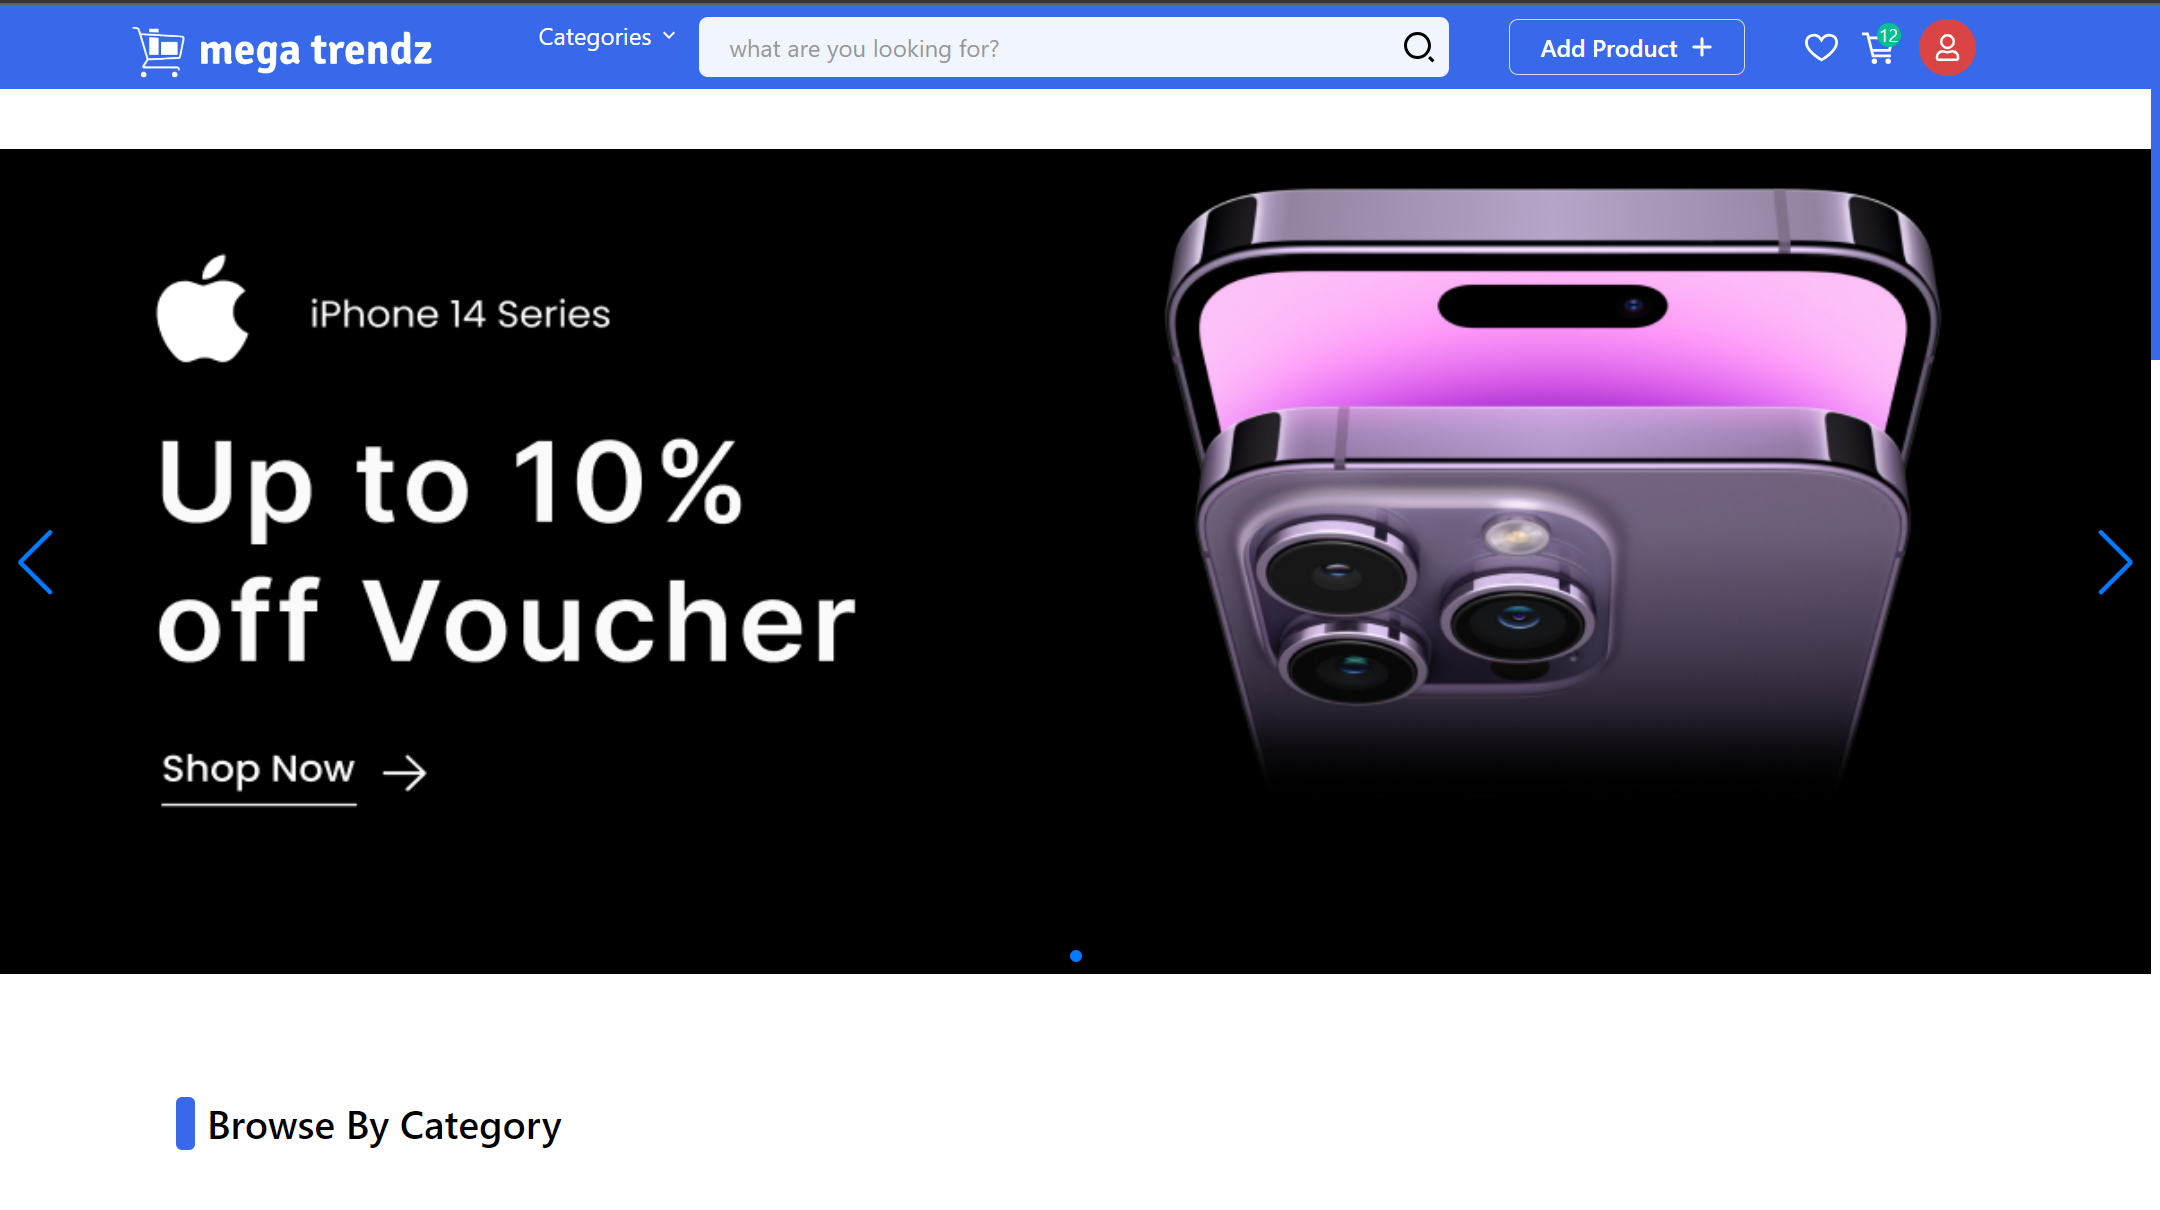 mega trendz
Categories
what are you looking for?
Add Product +
12
iPhone 14 Series
Up to 10%
off Voucher
Shop Now
Browse By Category